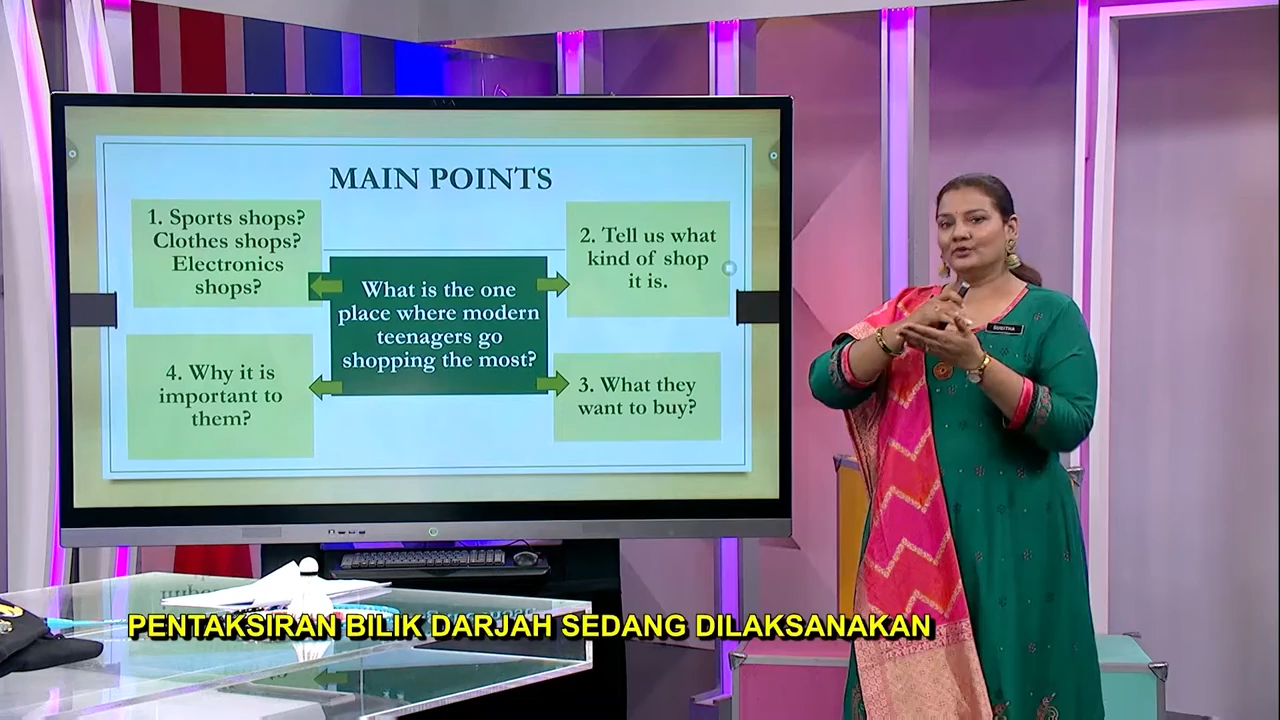 MAIN POINTS
1. Sports shops?
Clothes shops?
Electronics
shops?
2. Tell us what
kind of shop
it is.
What is the one
place where modern
teenagers go
shopping the most?
4. Why it is
important to
them?
3. What they
want to buy?
SUGITHA
PENTAKSIRAN BILIK DARJAH SEDANG DILAKSANAKAN